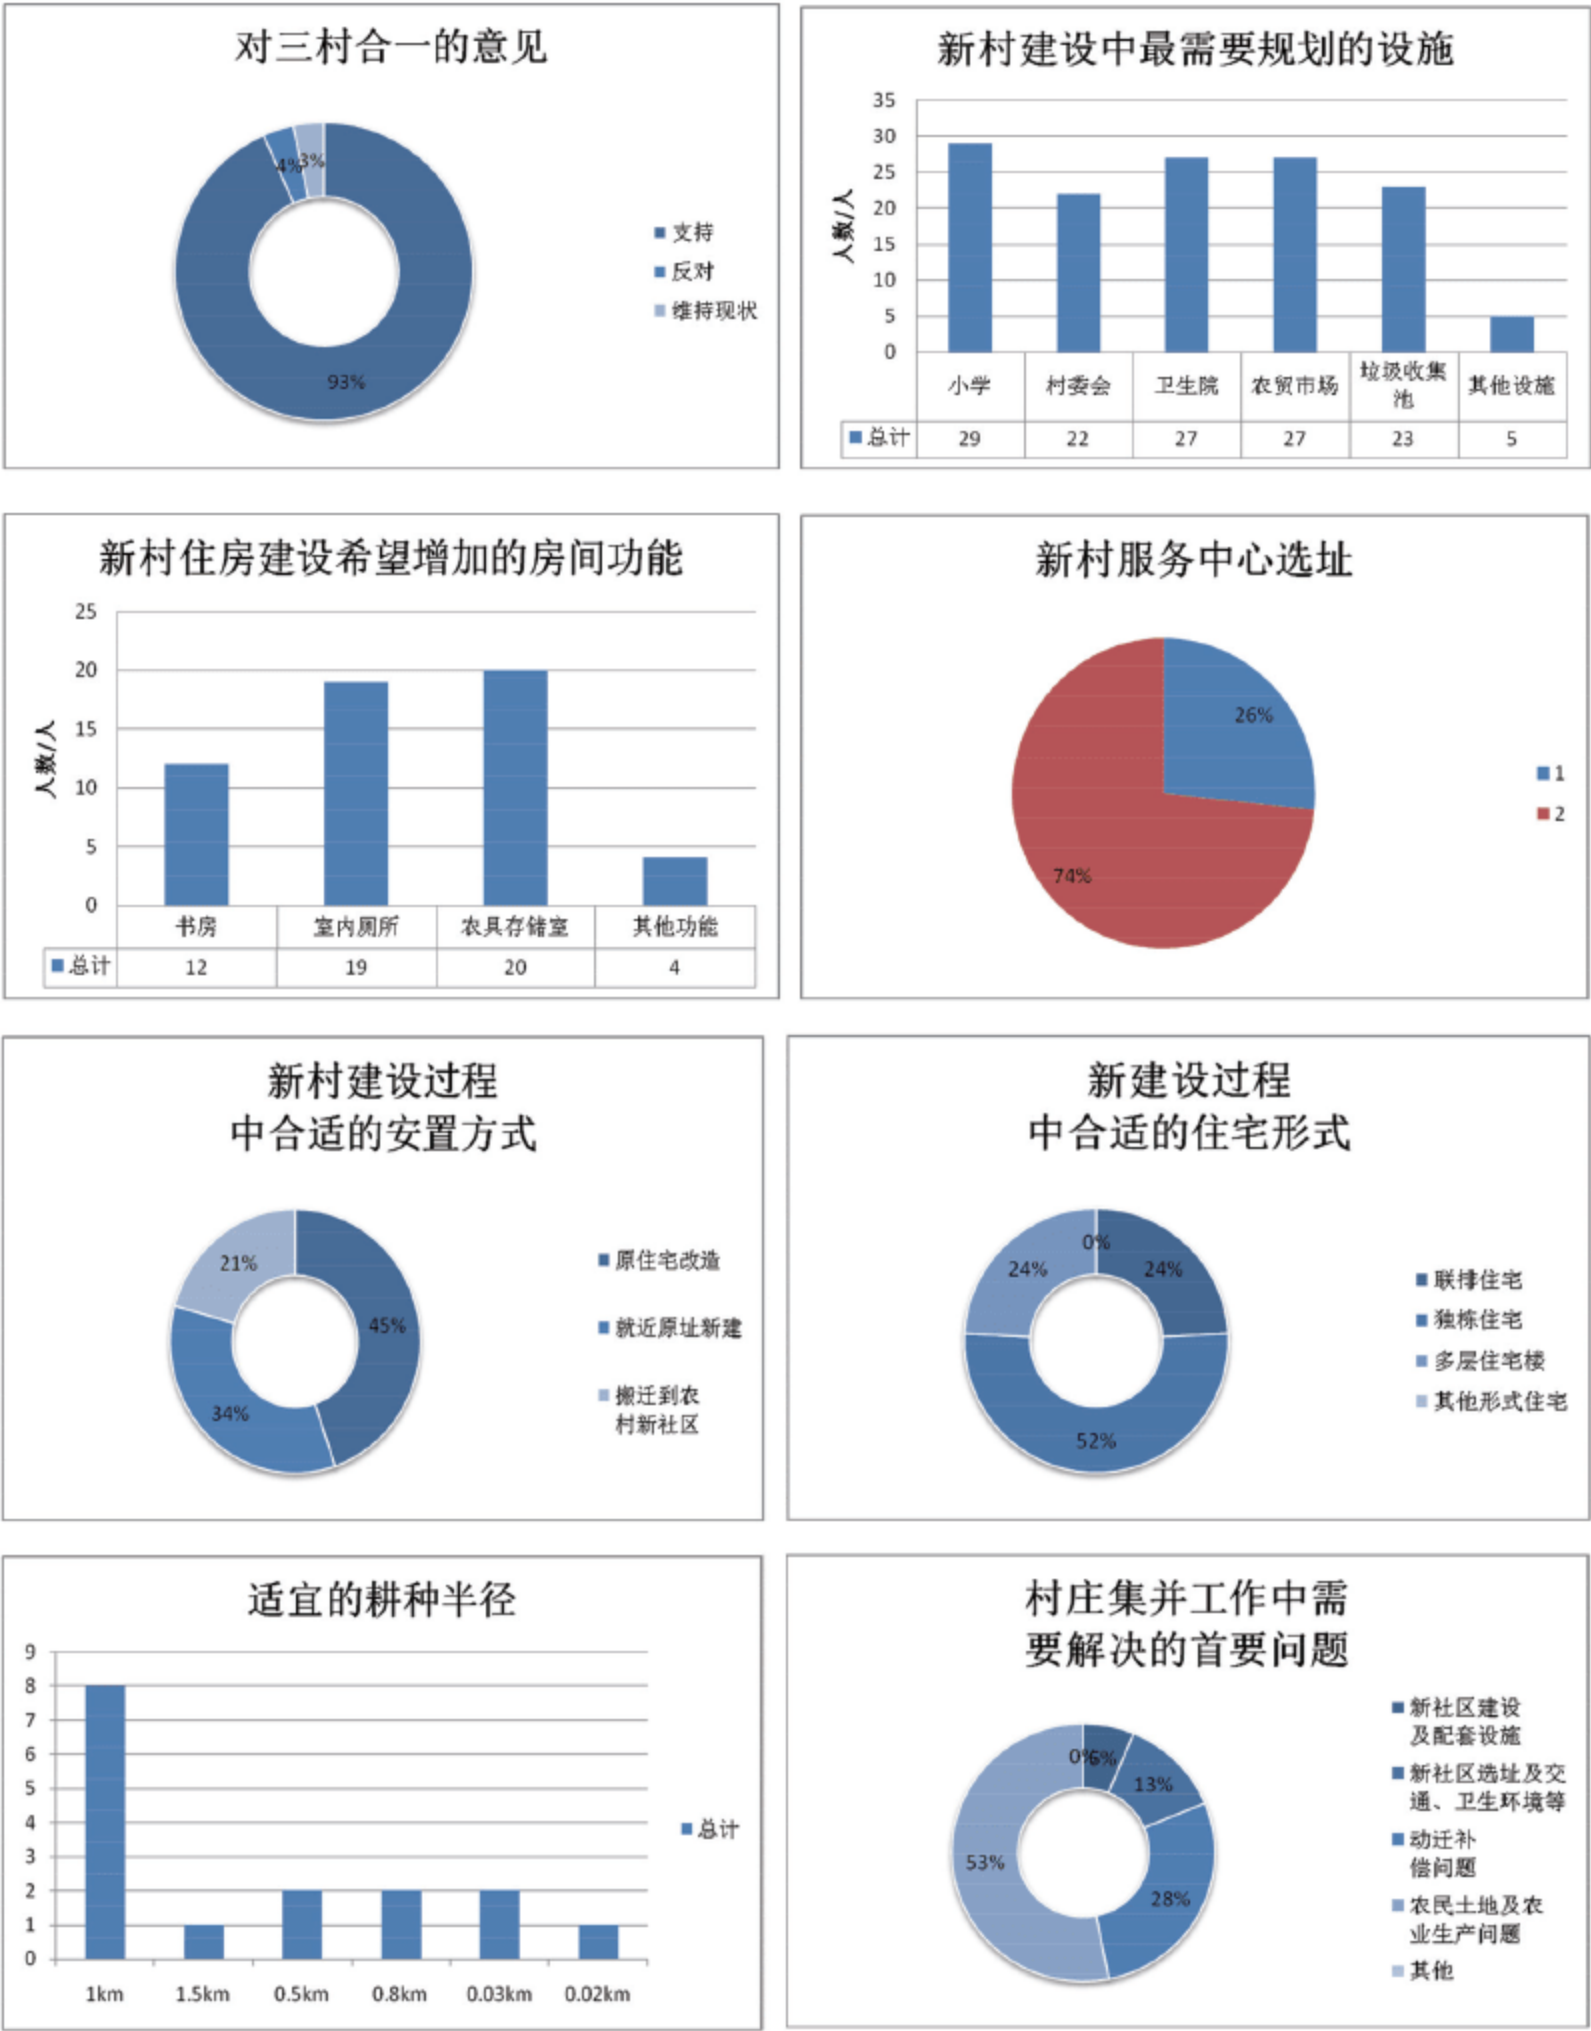 对三村合一的意见
4%
3%
93%
支持
反对
维持现状
新村建设中最需要规划的设施
人数/人
35
30
25
20
15
10
5
0
小学 村委会 卫生院 农贸市场 垃圾收集 其他设施
池
总计 29 22 27 27 23 5
新村住房建设希望增加的房间功能
人数/人
25
20
15
10
5
0
书房 室内厕所 农具存储室 其他功能
总计 12 19 20 4
新村服务中心选址
26%
74%
1
2
新村建设过程
中合适的安置方式
21%
45%
34%
原住宅改造
就近原址新建
搬迁到农
村新社区
新建设过程
中合适的住宅形式
0%
24%
24%
52%
联排住宅
独栋住宅
多层住宅楼
其他形式住宅
适宜的耕种半径
9
8
7
6
5
4
3
2
1
0
1km 1.5km 0.5km 0.8km 0.03km 0.02km
总计
村庄集并工作中需
要解决的首要问题
0%
6%
13%
53%
28%
新社区建设
及配套设施
新社区选址及交
通、卫生环境等
动迁补
偿问题
农民土地及农
业生产问题
其他